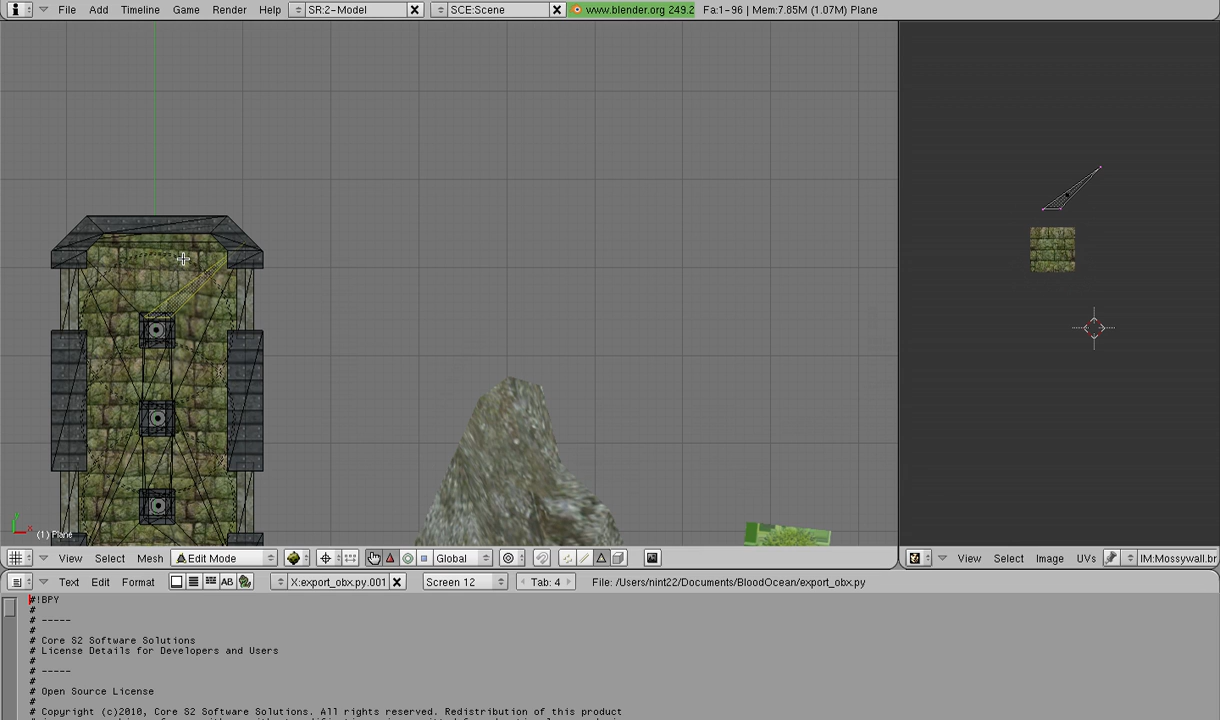 File Add Timeline Game Render Help SR:2-Model SCE:Scene www.blender.org 249.2 Fa:1-96 | Mem:7.85M (1.07M) Plane
(1) Plane
View Select Mesh Edit Mode Global View Select Image UVs IM:Mossywall.br
Text Edit Format AB X:export_obx.py.001 Screen 12 Tab: 4 File: /Users/nint22/Documents/BloodOcean/export_obx.py
#!BPY
#
# -----
#
# Core S2 Software Solutions
# License Details for Developers and Users
#
# -----
#
# Open Source License
#
# Copyright (c)2010, Core S2 Software Solutions. All rights reserved. Redistribution of this product